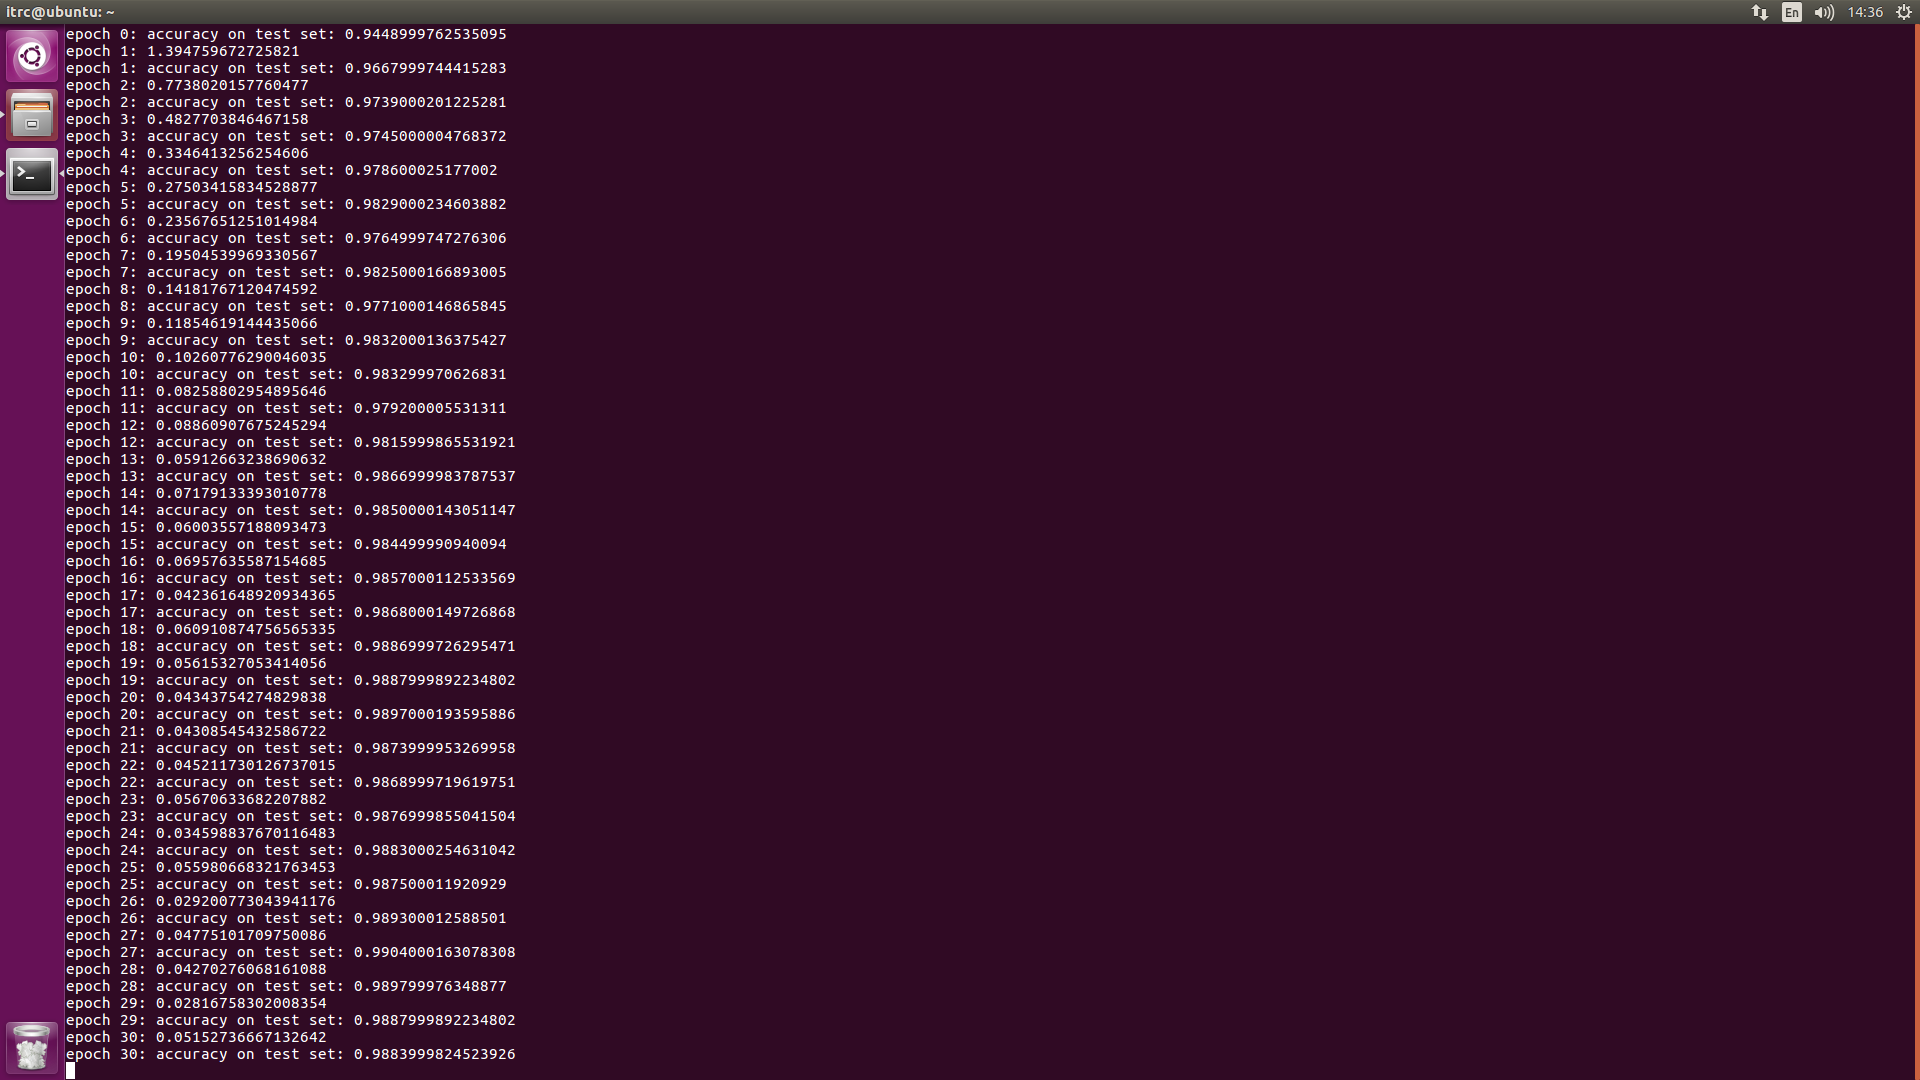 itrc@ubuntu: ~
En
14:36
epoch 0: accuracy on test set: 0.9448999762535095
epoch 1: 1.394759672725821
epoch 1: accuracy on test set: 0.9667999744415283
epoch 2: 0.7738020157760477
epoch 2: accuracy on test set: 0.9739000201225281
epoch 3: 0.4827703846467158
epoch 3: accuracy on test set: 0.9745000004768372
epoch 4: 0.3346413256254606
epoch 4: accuracy on test set: 0.978600025177002
epoch 5: 0.27503415834528877
epoch 5: accuracy on test set: 0.9829000234603882
epoch 6: 0.23567651251014984
epoch 6: accuracy on test set: 0.9764999747276306
epoch 7: 0.19504539969330567
epoch 7: accuracy on test set: 0.9825000166893005
epoch 8: 0.14181767120474592
epoch 8: accuracy on test set: 0.9771000146865845
epoch 9: 0.11854619144435066
epoch 9: accuracy on test set: 0.9832000136375427
epoch 10: 0.10260776290046035
epoch 10: accuracy on test set: 0.983299970626831
epoch 11: 0.08258802954895646
epoch 11: accuracy on test set: 0.979200005531311
epoch 12: 0.08860907675245294
epoch 12: accuracy on test set: 0.9815999865531921
epoch 13: 0.05912663238690632
epoch 13: accuracy on test set: 0.9866999983787537
epoch 14: 0.07179133393010778
epoch 14: accuracy on test set: 0.9850000143051147
epoch 15: 0.06003557188093473
epoch 15: accuracy on test set: 0.984499990940094
epoch 16: 0.06957635587154685
epoch 16: accuracy on test set: 0.9857000112533569
epoch 17: 0.042361648920934365
epoch 17: accuracy on test set: 0.9868000149726868
epoch 18: 0.060910874756565335
epoch 18: accuracy on test set: 0.9886999726295471
epoch 19: 0.05615327053414056
epoch 19: accuracy on test set: 0.9887999892234802
epoch 20: 0.04343754274829838
epoch 20: accuracy on test set: 0.9897000193595886
epoch 21: 0.04308545432586722
epoch 21: accuracy on test set: 0.9873999953269958
epoch 22: 0.045211730126737015
epoch 22: accuracy on test set: 0.9868999719619751
epoch 23: 0.05670633682207882
epoch 23: accuracy on test set: 0.9876999855041504
epoch 24: 0.034598837670116483
epoch 24: accuracy on test set: 0.9883000254631042
epoch 25: 0.055980668321763453
epoch 25: accuracy on test set: 0.987500011920929
epoch 26: 0.029200773043941176
epoch 26: accuracy on test set: 0.989300012588501
epoch 27: 0.04775101709750086
epoch 27: accuracy on test set: 0.9904000163078308
epoch 28: 0.04270276068161088
epoch 28: accuracy on test set: 0.989799976348877
epoch 29: 0.02816758302008354
epoch 29: accuracy on test set: 0.9887999892234802
epoch 30: 0.05152736667132642
epoch 30: accuracy on test set: 0.9883999824523926